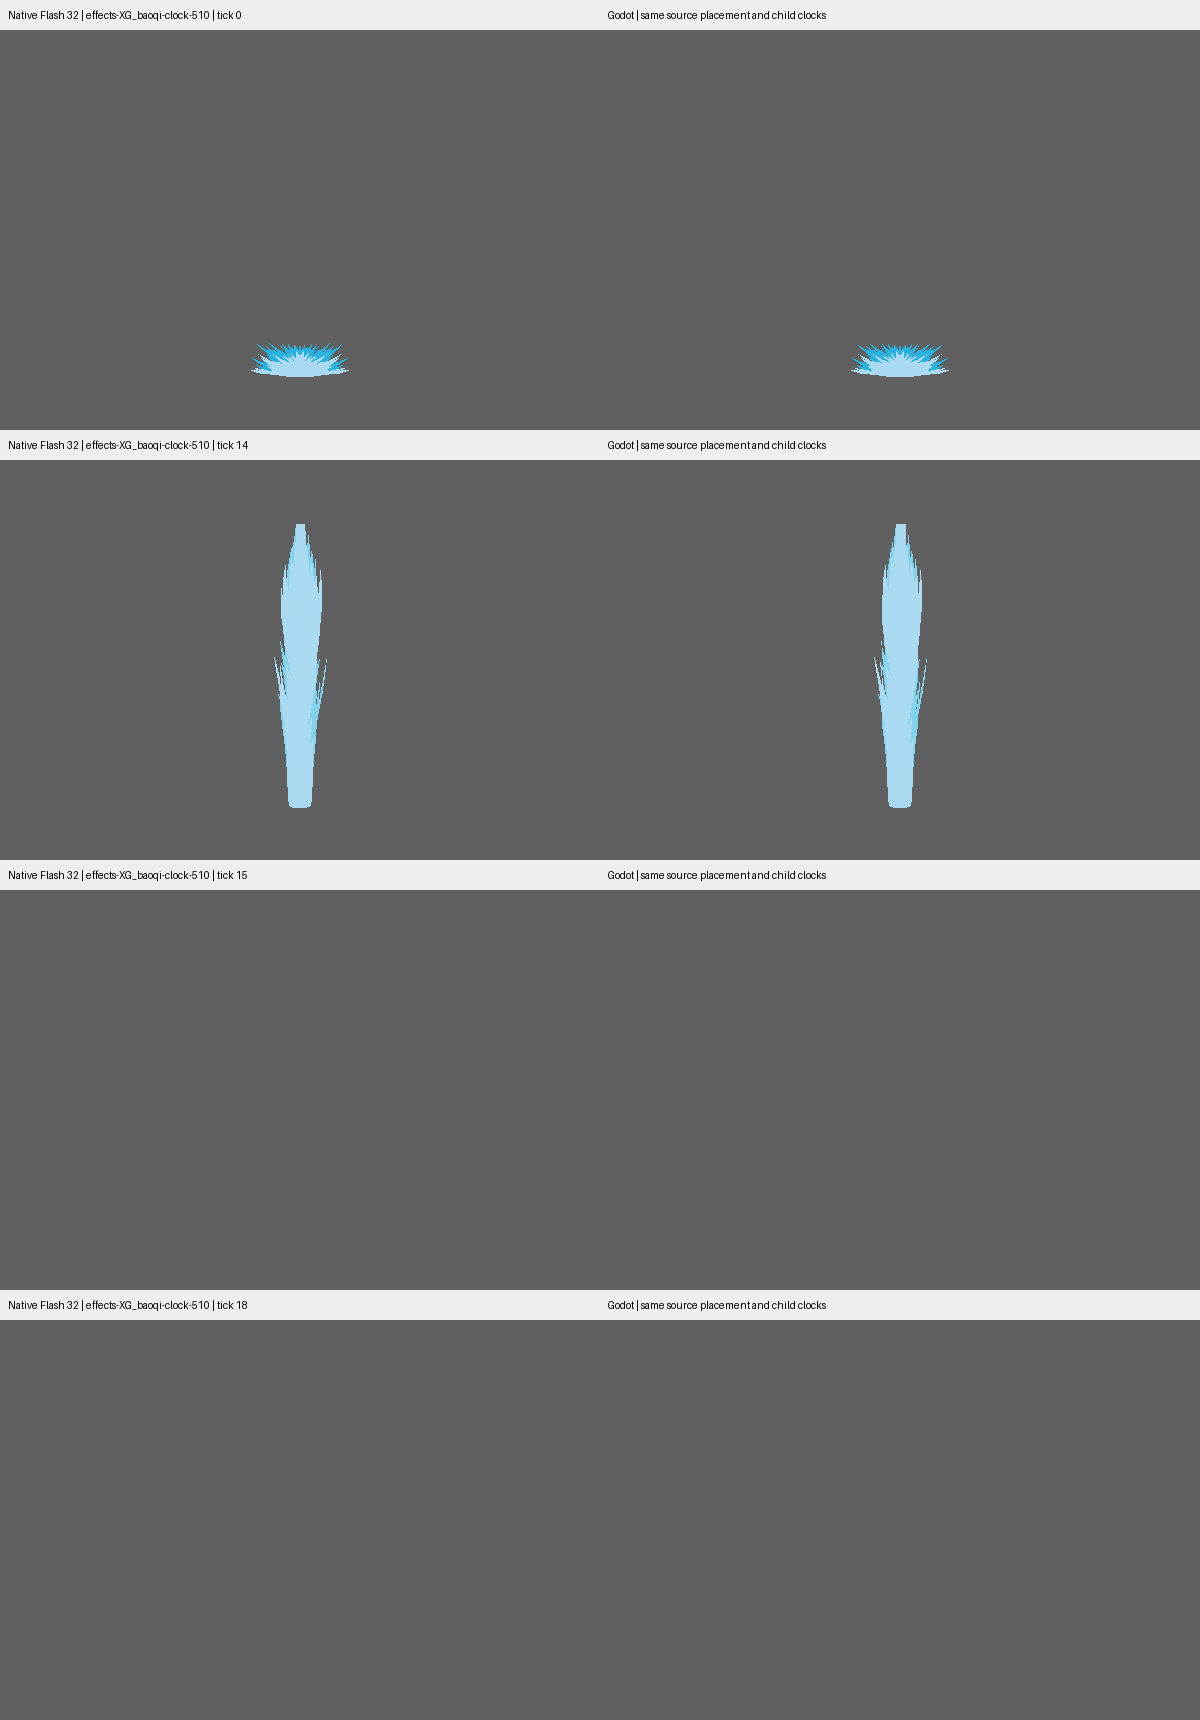 Native Flash 32 | effects-XG_baoqi-clock-510 | tick 0
Godot | same source placement and child clocks
Native Flash 32 | effects-XG_baoqi-clock-510 | tick 14
Godot | same source placement and child clocks
Native Flash 32 | effects-XG_baoqi-clock-510 | tick 15
Godot | same source placement and child clocks
Native Flash 32 | effects-XG_baoqi-clock-510 | tick 18
Godot | same source placement and child clocks